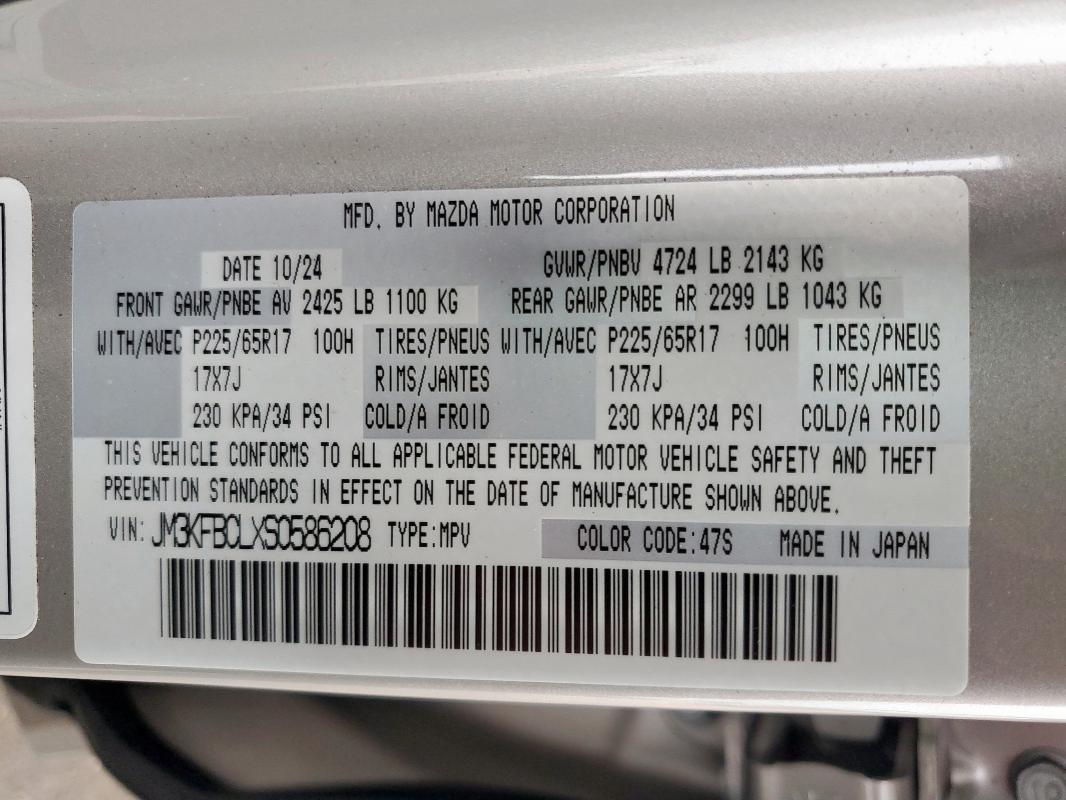 MFD. BY MAZDA MOTOR CORPORATION
DATE 10/24 GVWR/PNBV 4724 LB 2143 KG
FRONT GAWR/PNBE AV 2425 LB 1100 KG REAR GAWR/PNBE AR 2299 LB 1043 KG
WITH/AVEC P225/65R17 100H TIRES/PNEUS WITH/AVEC P225/65R17 100H TIRES/PNEUS
17X7J RIMS/JANTES 17X7J RIMS/JANTES
230 KPA/34 PSI COLD/A FROID 230 KPA/34 PSI COLD/A FROID
THIS VEHICLE CONFORMS TO ALL APPLICABLE FEDERAL MOTOR VEHICLE SAFETY AND THEFT
PREVENTION STANDARDS IN EFFECT ON THE DATE OF MANUFACTURE SHOWN ABOVE.
VIN: JM3KFBCLXS0586208 TYPE:MPV COLOR CODE:47S MADE IN JAPAN